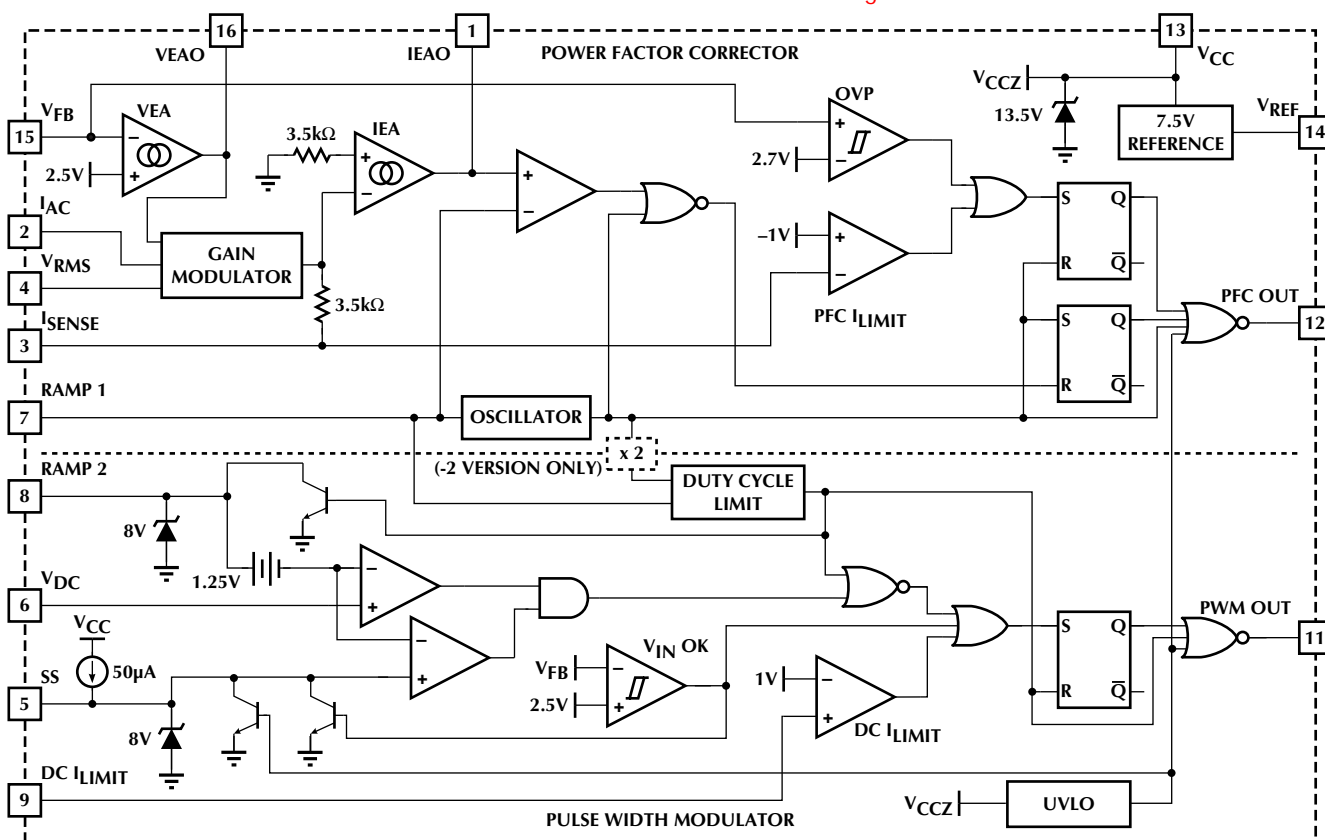 g
16
1
13
VEAO
IEAO
POWER FACTOR CORRECTOR
VCC
VCCZ
VFB
VEA
OVP
13.5V
VREF
15
3.5kΩ
IEA
7.5V
REFERENCE
14
−
+
2.5V
+
−
+
−
2.7V
+
−
IAC
2
GAIN
MODULATOR
−1V
+
−
S Q
R Q
VRMS
4
3.5kΩ
PFC ILIMIT
PFC OUT
ISENSE
3
S Q
R Q
12
RAMP 1
7
OSCILLATOR
x 2
(-2 VERSION ONLY)
RAMP 2
8
DUTY CYCLE
LIMIT
8V
1.25V
−
+
VDC
6
VCC
−
+
VIN OK
S Q
R Q
PWM OUT
11
50µA
SS
5
VFB
−
2.5V
+
1V
−
+
8V
DC ILIMIT
DC ILIMIT
9
VCCZ
UVLO
PULSE WIDTH MODULATOR